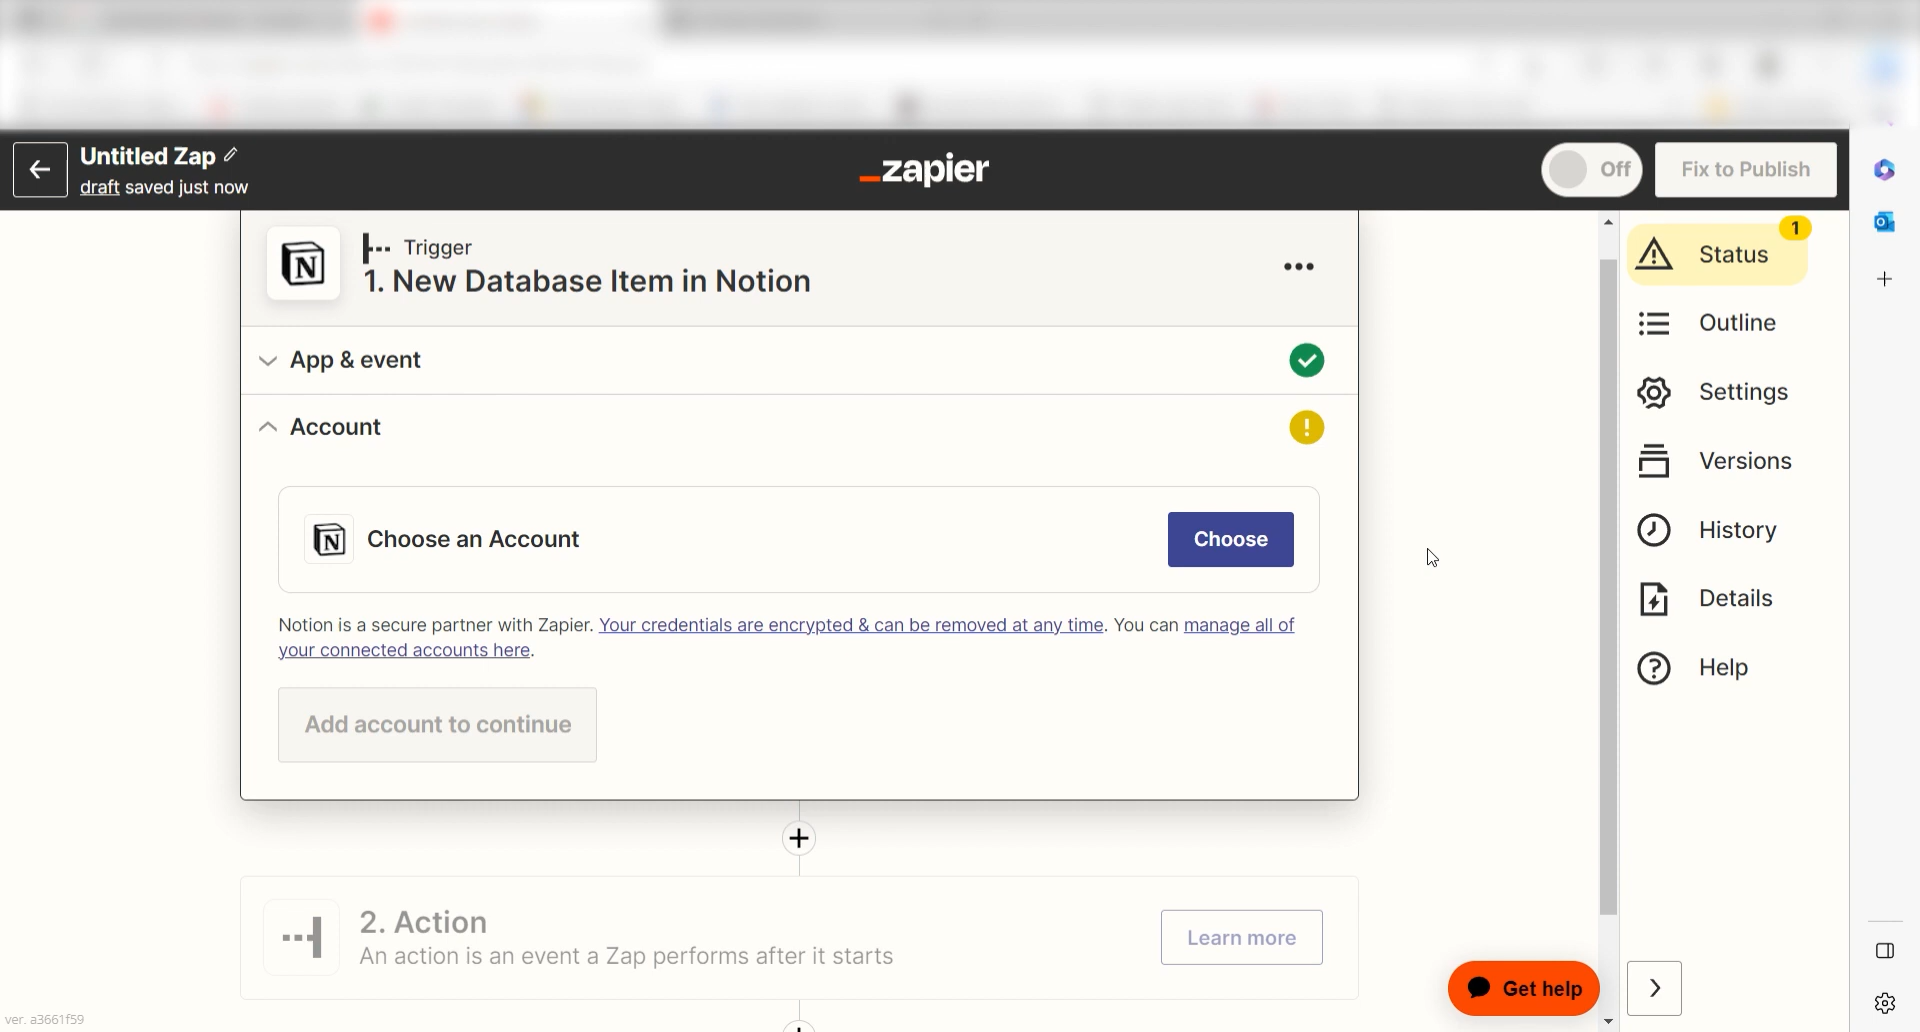 Untitled Zap
draft saved just now
zapier
Off
Fix to Publish
Trigger
1. New Database Item in Notion
App & event
Account
Choose an Account
Choose
Notion is a secure partner with Zapier. Your credentials are encrypted & can be removed at any time. You can manage all of
your connected accounts here.
Add account to continue
2. Action
An action is an event a Zap performs after it starts
Learn more
1
Status
Outline
Settings
Versions
History
Details
Help
Get help
ver. a3661f59